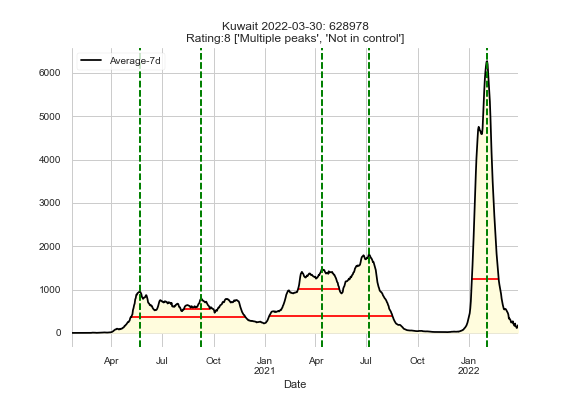 Kuwait 2022-03-30: 628978
Rating:8 ['Multiple peaks', 'Not in control']
Average-7d
6000
5000
4000
3000
2000
1000
0
Apr Jul Oct Jan Apr Jul Oct Jan
2021 2022
Date